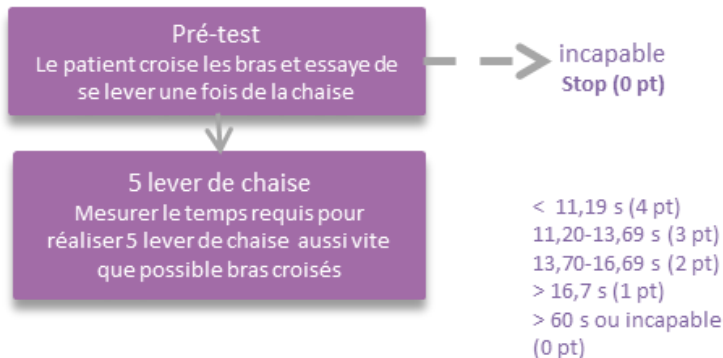 Pré-test
Le patient croise les bras et essaye de
se lever une fois de la chaise
incapable
Stop (0 pt)
5 lever de chaise
Mesurer le temps requis pour
réaliser 5 lever de chaise aussi vite
que possible bras croisés
< 11,19 s (4 pt)
11,20-13,69 s (3 pt)
13,70-16,69 s (2 pt)
> 16,7 s (1 pt)
> 60 s ou incapable
(0 pt)